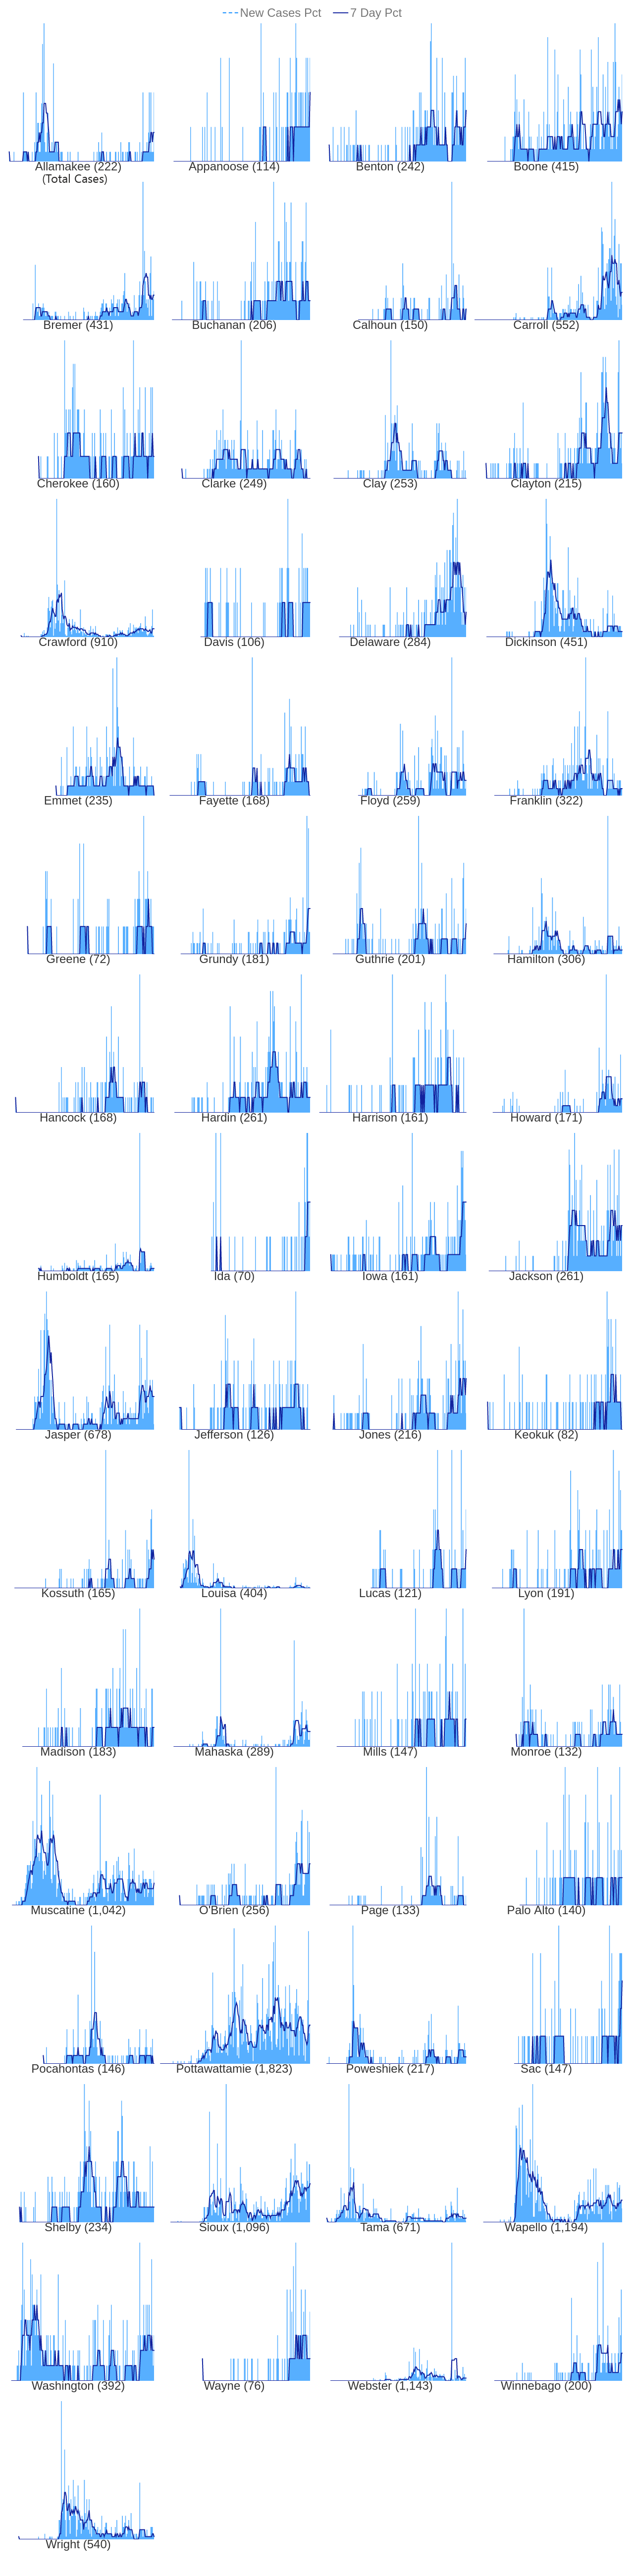 New Cases Pct 7 Day Pct
Allamakee (222) Appanoose (114) Benton (242) Boone (415)
(Total Cases)
Bremer (431) Buchanan (206) Calhoun (150) Carroll (552)
Cherokee (160) Clarke (249) Clay (253) Clayton (215)
Crawford (910) Davis (106) Delaware (284) Dickinson (451)
Emmet (235) Fayette (168) Floyd (259) Franklin (322)
Greene (72) Grundy (181) Guthrie (201) Hamilton (306)
Hancock (168) Hardin (261) Harrison (161) Howard (171)
Humboldt (165) Ida (70) Iowa (161) Jackson (261)
Jasper (678) Jefferson (126) Jones (216) Keokuk (82)
Kossuth (165) Louisa (404) Lucas (121) Lyon (191)
Madison (183) Mahaska (289) Mills (147) Monroe (132)
Muscatine (1,042) O'Brien (256) Page (133) Palo Alto (140)
Pocahontas (146) Pottawattamie (1,823) Poweshiek (217) Sac (147)
Shelby (234) Sioux (1,096) Tama (671) Wapello (1,194)
Washington (392) Wayne (76) Webster (1,143) Winnebago (200)
Wright (540)